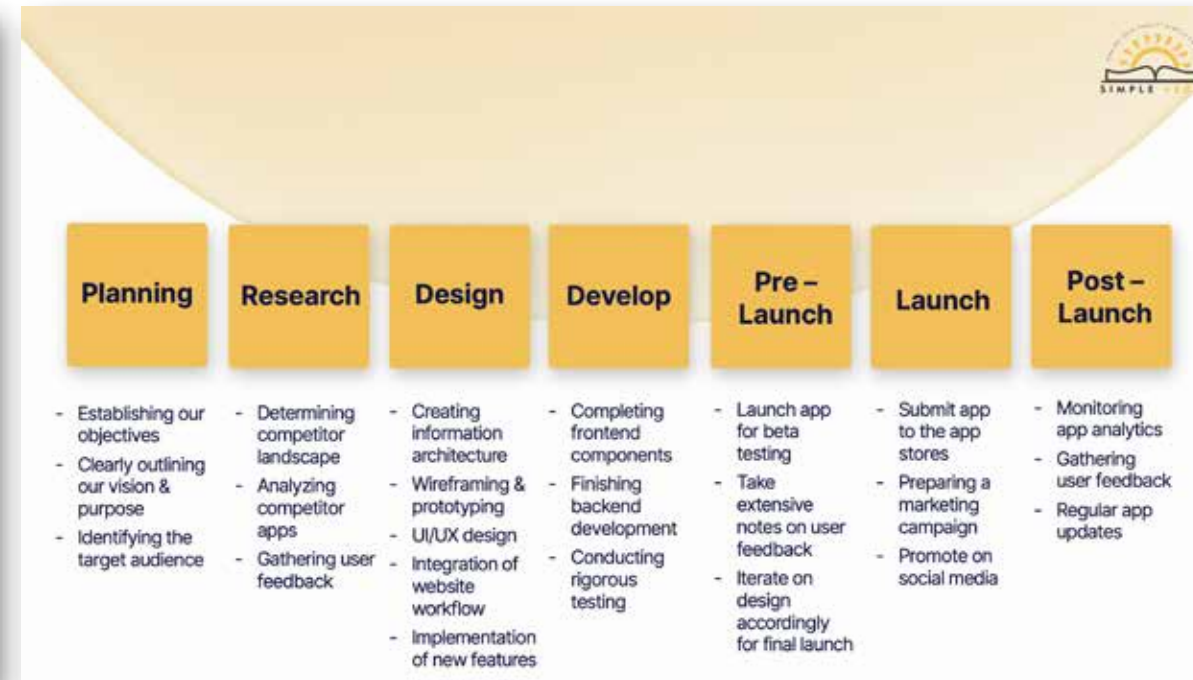 SIMPLE
Planning
- Establishing our
objectives
- Clearly outlining
our vision &
purpose
- Identifying the
target audience
Research
- Determining
competitor
landscape
- Analyzing
competitor
apps
- Gathering user
feedback
Design
- Creating
information
architecture
- Wireframing &
prototyping
- UI/UX design
- Integration of
website
workflow
- Implementation
of new features
Develop
- Completing
frontend
components
- Finishing
backend
development
- Conducting
rigorous
testing
Pre –
Launch
- Launch app
for beta
testing
- Take
extensive
notes on user
feedback
- Iterate on
design
accordingly
for final launch
Launch
- Submit app
to the app
stores
- Preparing a
marketing
campaign
- Promote on
social media
Post –
Launch
- Monitoring
app analytics
- Gathering
user feedback
- Regular app
updates